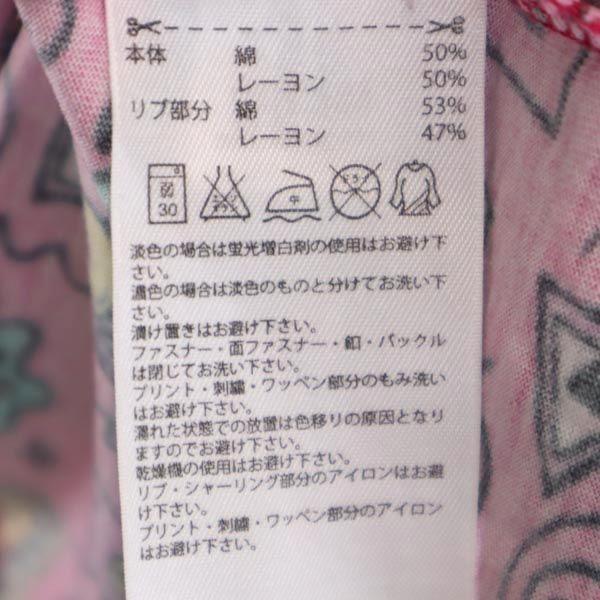 本体 綿 50%
レーヨン 50%
リブ部分 綿 53%
レーヨン 47%
弱
30
中
ドライ
淡色の場合は蛍光増白剤の使用はお避け下
さい。
濃色の場合は淡色のものと分けてお洗い下
さい。
漬け置きはお避け下さい。
ファスナー・面ファスナー・釦・バックル
は閉じてお洗い下さい。
プリント・刺繍・ワッペン部分のもみ洗い
はお避け下さい。
濡れた状態での放置は色移りの原因となり
ますのでお避け下さい。
乾燥機の使用はお避け下さい。
リブ・シャーリング部分のアイロンはお避
け下さい。
プリント・刺繍・ワッペン部分のアイロン
はお避け下さい。